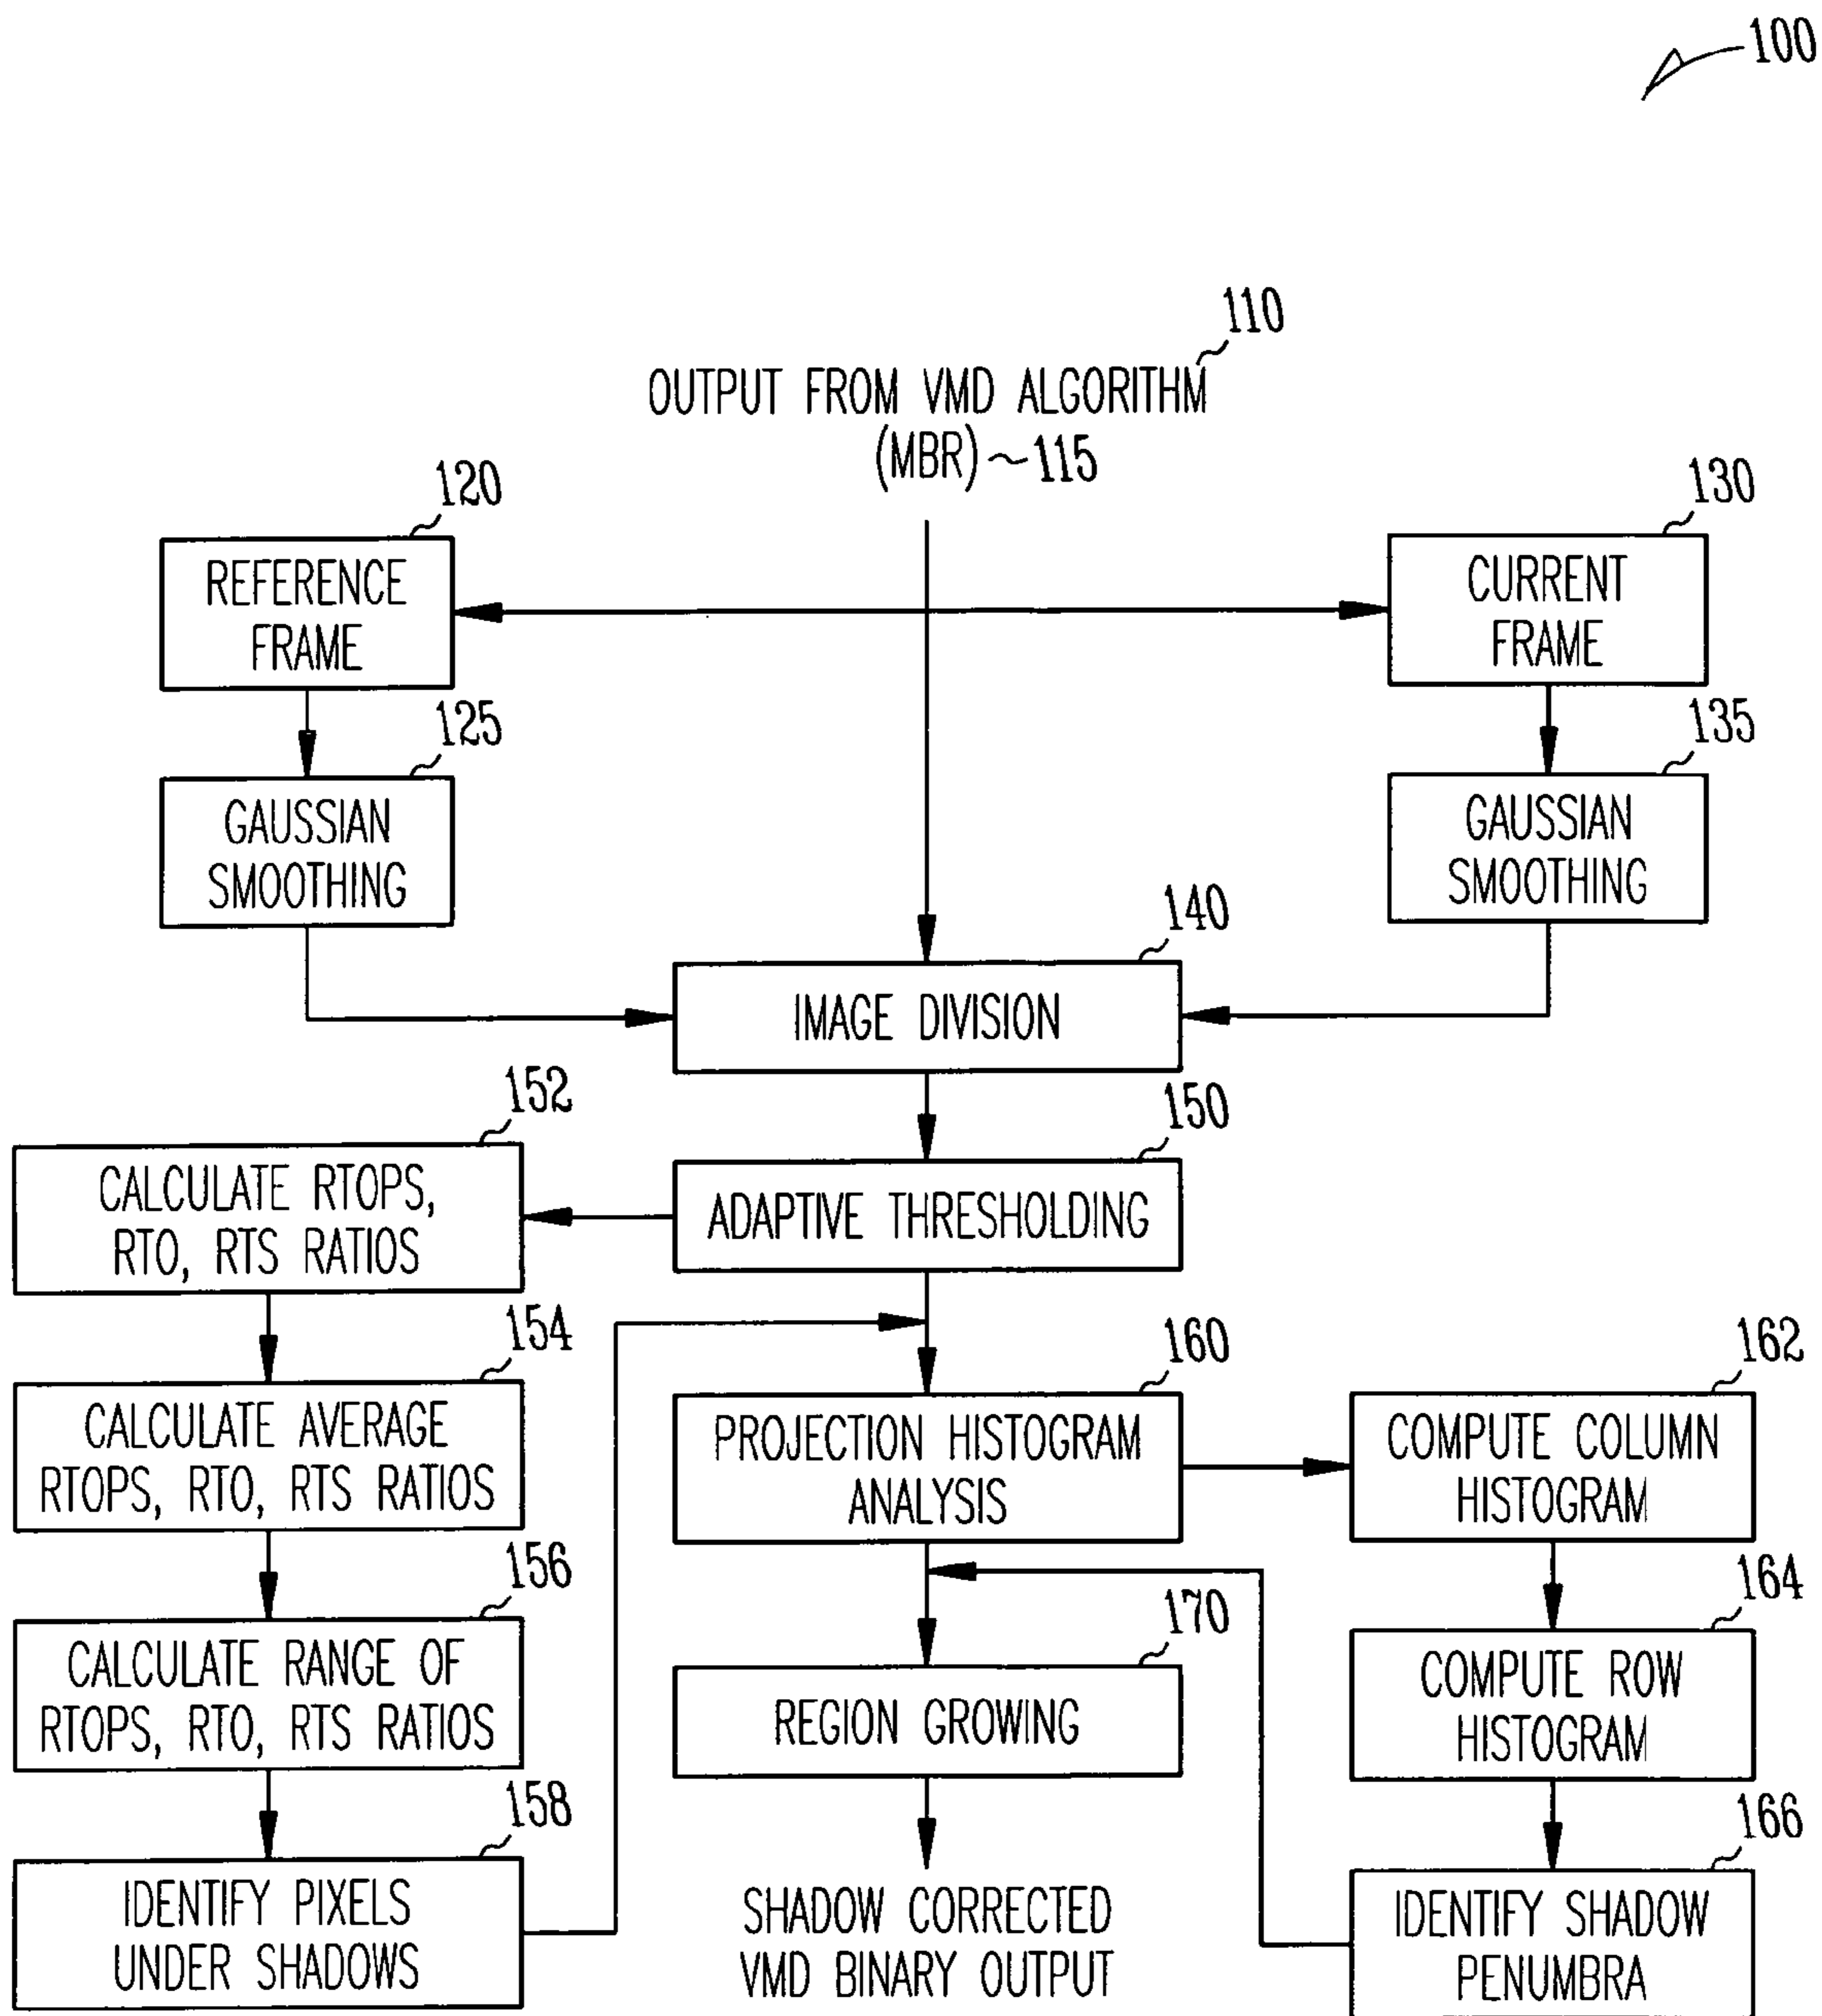 100
110
OUTPUT FROM VMD ALGORITHM
(MBR)~115
120
REFERENCE
FRAME
130
CURRENT
FRAME
125
GAUSSIAN
SMOOTHING
135
GAUSSIAN
SMOOTHING
140
IMAGE DIVISION
150
ADAPTIVE THRESHOLDING
152
CALCULATE RTOPS,
RTO, RTS RATIOS
154
CALCULATE AVERAGE
RTOPS, RTO, RTS RATIOS
156
CALCULATE RANGE OF
RTOPS, RTO, RTS RATIOS
158
IDENTIFY PIXELS
UNDER SHADOWS
160
PROJECTION HISTOGRAM
ANALYSIS
162
COMPUTE COLUMN
HISTOGRAM
164
COMPUTE ROW
HISTOGRAM
166
IDENTIFY SHADOW
PENUMBRA
170
REGION GROWING
SHADOW CORRECTED
VMD BINARY OUTPUT